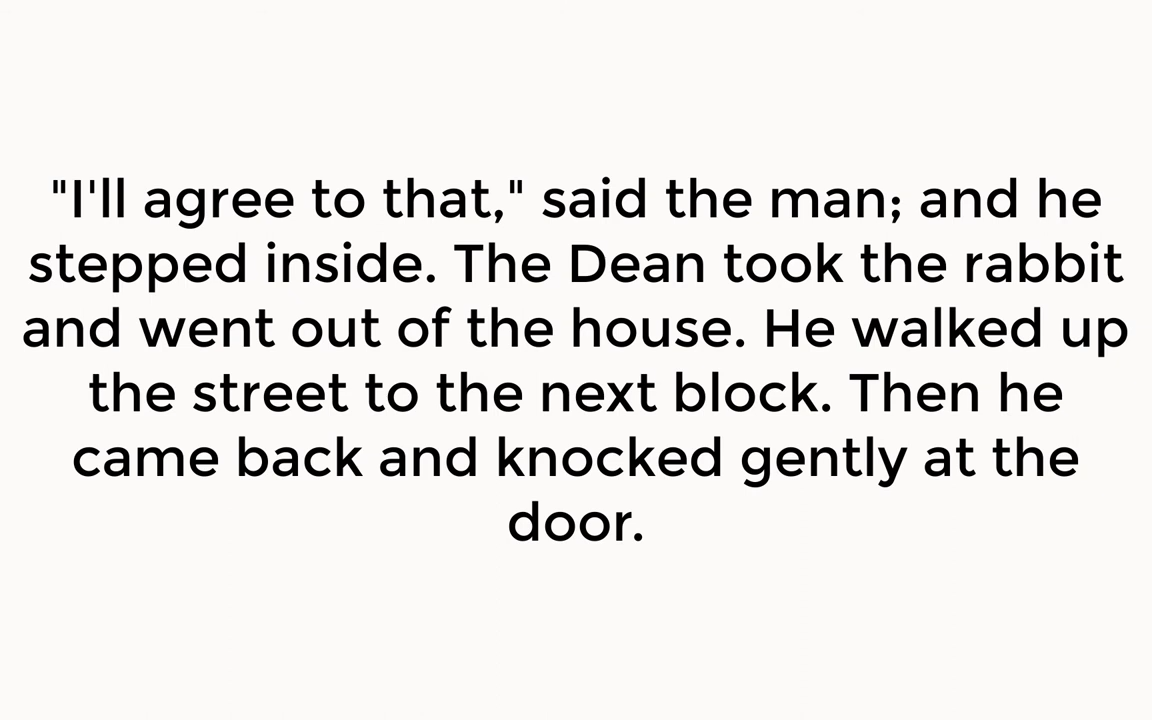 "I'll agree to that," said the man; and he
stepped inside. The Dean took the rabbit
and went out of the house. He walked up
the street to the next block. Then he
came back and knocked gently at the
door.